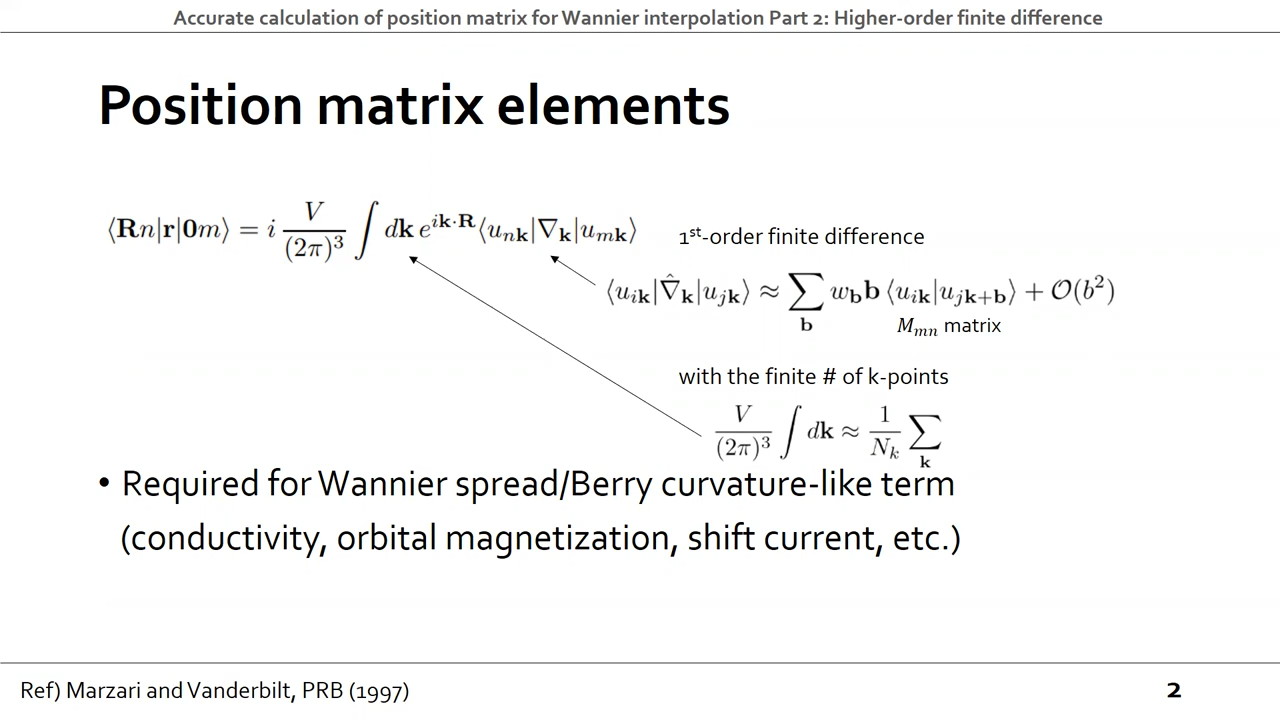 Accurate calculation of position matrix for Wannier interpolation Part 2: Higher-order finite difference
Position matrix elements
⟨𝐑n|𝐫|𝟎m⟩ = i V/(2π)³ ∫ d𝐤 e^{i𝐤·𝐑}⟨u_{n𝐤}|∇_𝐤|u_{m𝐤}⟩
1st-order finite difference
⟨u_{i𝐤}|∇̂_𝐤|u_{j𝐤}⟩ ≈ ∑_𝐛 w_𝐛 𝐛 ⟨u_{i𝐤}|u_{j𝐤+𝐛}⟩ + 𝒪(b²)
M_{mn} matrix
with the finite # of k-points
V/(2π)³ ∫ d𝐤 ≈ 1/N_k ∑_𝐤
• Required for Wannier spread/Berry curvature-like term
(conductivity, orbital magnetization, shift current, etc.)
Ref) Marzari and Vanderbilt, PRB (1997)
2